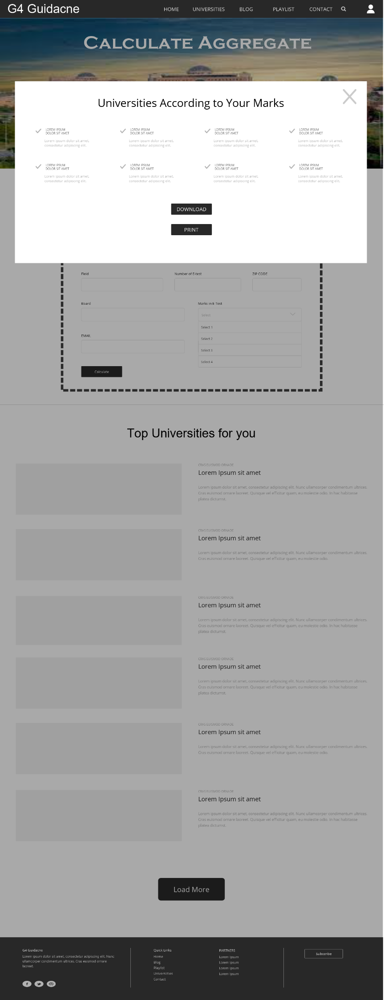 G4 Guidacne
HOME
UNIVERSITIES
BLOG
PLAYLIST
CONTACT
CALCULATE AGGREGATE
Universities According to Your Marks
LOREM IPSUM
DOLOR SIT AMET
Lorem ipsum dolor sit amet,
consectetur adipiscing elit.
LOREM IPSUM
DOLOR SIT AMET
Lorem ipsum dolor sit amet,
consectetur adipiscing elit.
LOREM IPSUM
DOLOR SIT AMET
Lorem ipsum dolor sit amet,
consectetur adipiscing elit.
LOREM IPSUM
DOLOR SIT AMET
Lorem ipsum dolor sit amet,
consectetur adipiscing elit.
LOREM IPSUM
DOLOR SIT AMET
Lorem ipsum dolor sit amet,
consectetur adipiscing elit.
LOREM IPSUM
DOLOR SIT AMET
Lorem ipsum dolor sit amet,
consectetur adipiscing elit.
LOREM IPSUM
DOLOR SIT AMET
Lorem ipsum dolor sit amet,
consectetur adipiscing elit.
LOREM IPSUM
DOLOR SIT AMET
Lorem ipsum dolor sit amet,
consectetur adipiscing elit.
DOWNLOAD
PRINT
Field
Number of E-test
ZIP CODE
Board
Marks in E-Test
Select
Select 1
Select 2
Select 3
Select 4
EMAIL
Calculate
Top Universities for you
CRAS EUISMOD ORNADE
Lorem Ipsum sit amet
Lorem ipsum dolor sit amet, consectetur adipiscing elit. Nunc ullamcorper condimentum ultrices.
Cras euismod ornare laoreet. Quisque vel efficitur quam, eu molestie odio. In hac habitasse
platea dictumst.
CRAS EUISMOD ORNADE
Lorem Ipsum sit amet
Lorem ipsum dolor sit amet, consectetur adipiscing elit. Nunc ullamcorper condimentum ultrices.
Cras euismod ornare laoreet. Quisque vel efficitur quam, eu molestie odio.
CRAS EUISMOD ORNADE
Lorem Ipsum sit amet
Lorem ipsum dolor sit amet, consectetur adipiscing elit. Nunc ullamcorper condimentum ultrices.
Cras euismod ornare laoreet. Quisque vel efficitur quam, eu molestie odio. In hac habitasse
platea dictumst.
CRAS EUISMOD ORNADE
Lorem Ipsum sit amet
Lorem ipsum dolor sit amet, consectetur adipiscing elit. Nunc ullamcorper condimentum ultrices.
Cras euismod ornare laoreet. Quisque vel efficitur quam, eu molestie odio. In hac habitasse
platea dictumst.
CRAS EUISMOD ORNADE
Lorem Ipsum sit amet
Lorem ipsum dolor sit amet, consectetur adipiscing elit. Nunc ullamcorper condimentum ultrices.
Cras euismod ornare laoreet. Quisque vel efficitur quam, eu molestie odio.
CRAS EUISMOD ORNADE
Lorem Ipsum sit amet
Lorem ipsum dolor sit amet, consectetur adipiscing elit. Nunc ullamcorper condimentum ultrices.
Cras euismod ornare laoreet. Quisque vel efficitur quam, eu molestie odio. In hac habitasse
platea dictumst.
Load More
G4 Guidacne
Lorem ipsum dolor sit amet, consectetur adipiscing elit. Nunc
ullamcorper condimentum ultrices. Cras euismod ornare
laoreet.
Quick Links
Home
Blog
Playlist
Universiities
Contact
PARTNERS
Lorem Ipsum
Lorem Ipsum
Lorem Ipsum
Lorem Ipsum
Subccribe